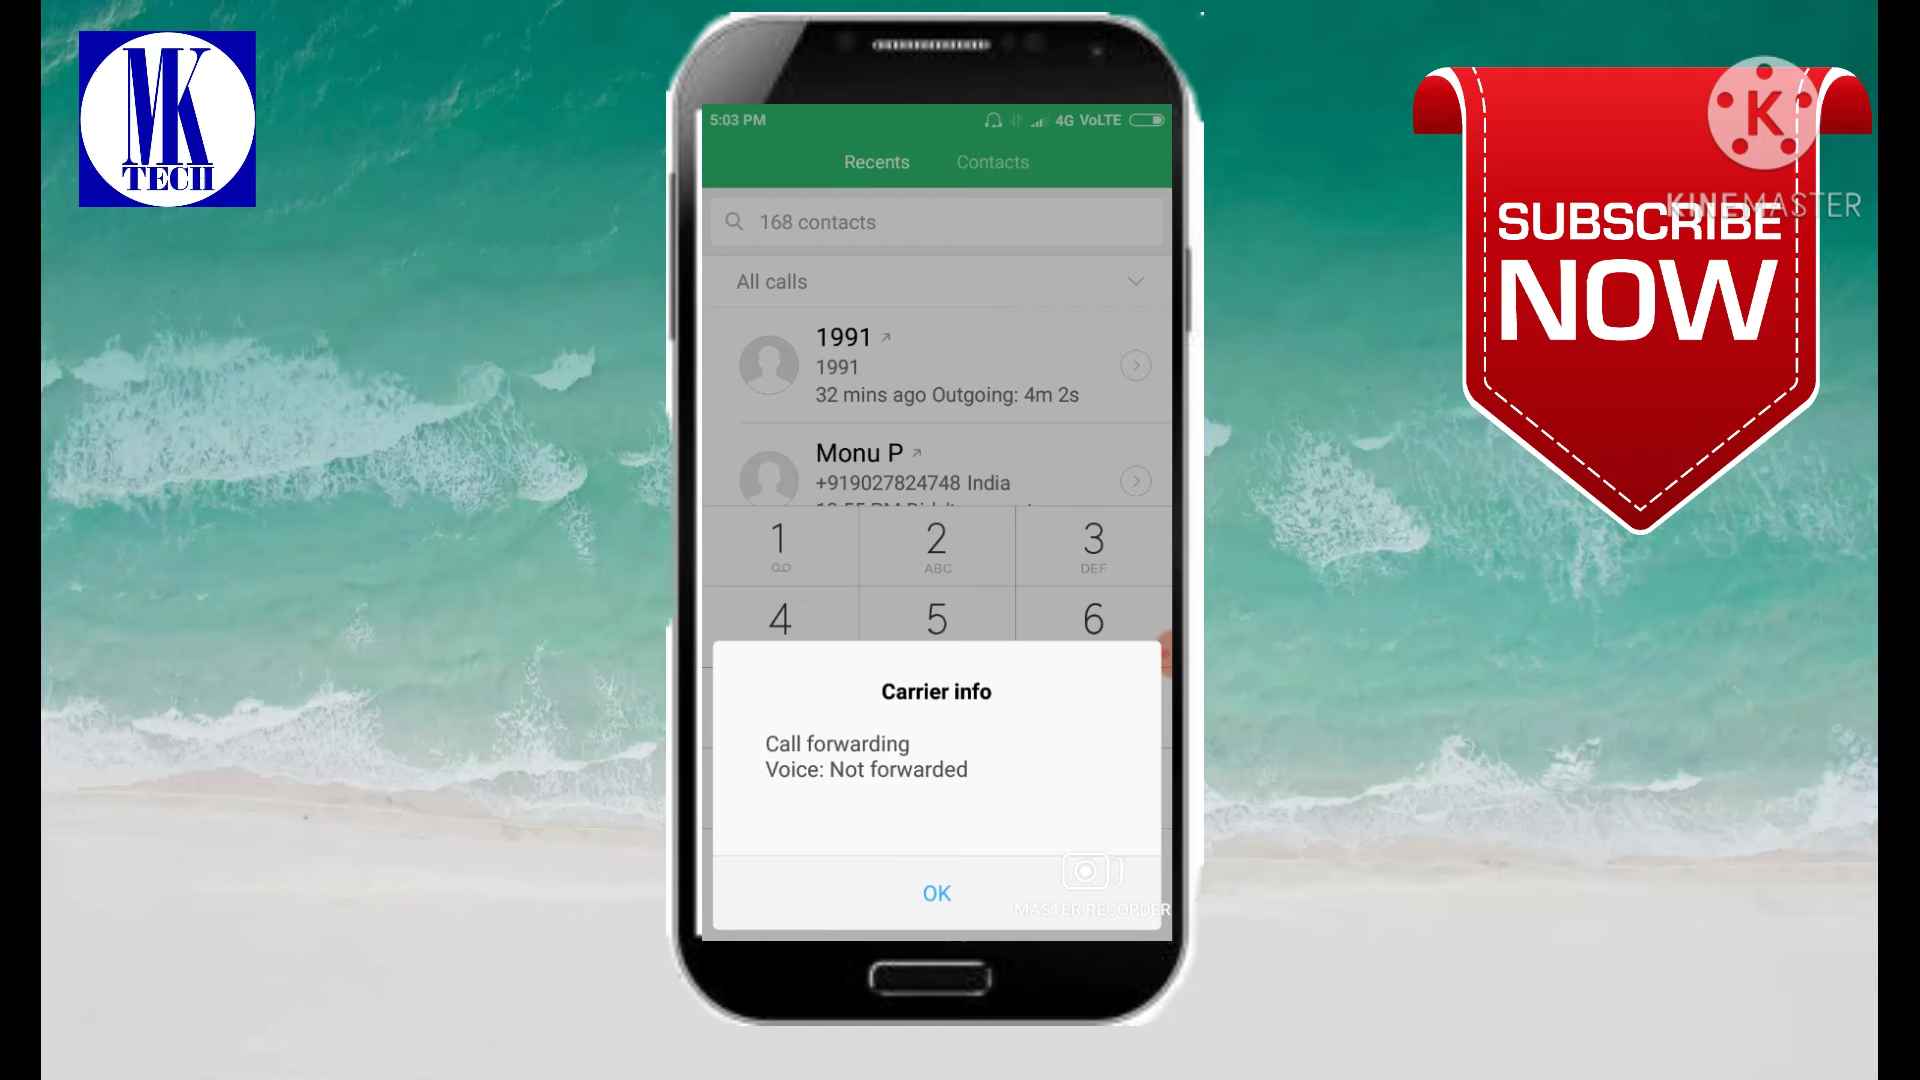 MK
TECH
5:03 PM
4G VoLTE
Recents
Contacts
168 contacts
All calls
1991
1991
32 mins ago Outgoing: 4m 2s
Monu P
+919027824748 India
1
2
ABC
3
DEF
4
5
6
Carrier info
Call forwarding
Voice: Not forwarded
OK
MASTER RECORDER
K
KINEMASTER
SUBSCRIBE
NOW